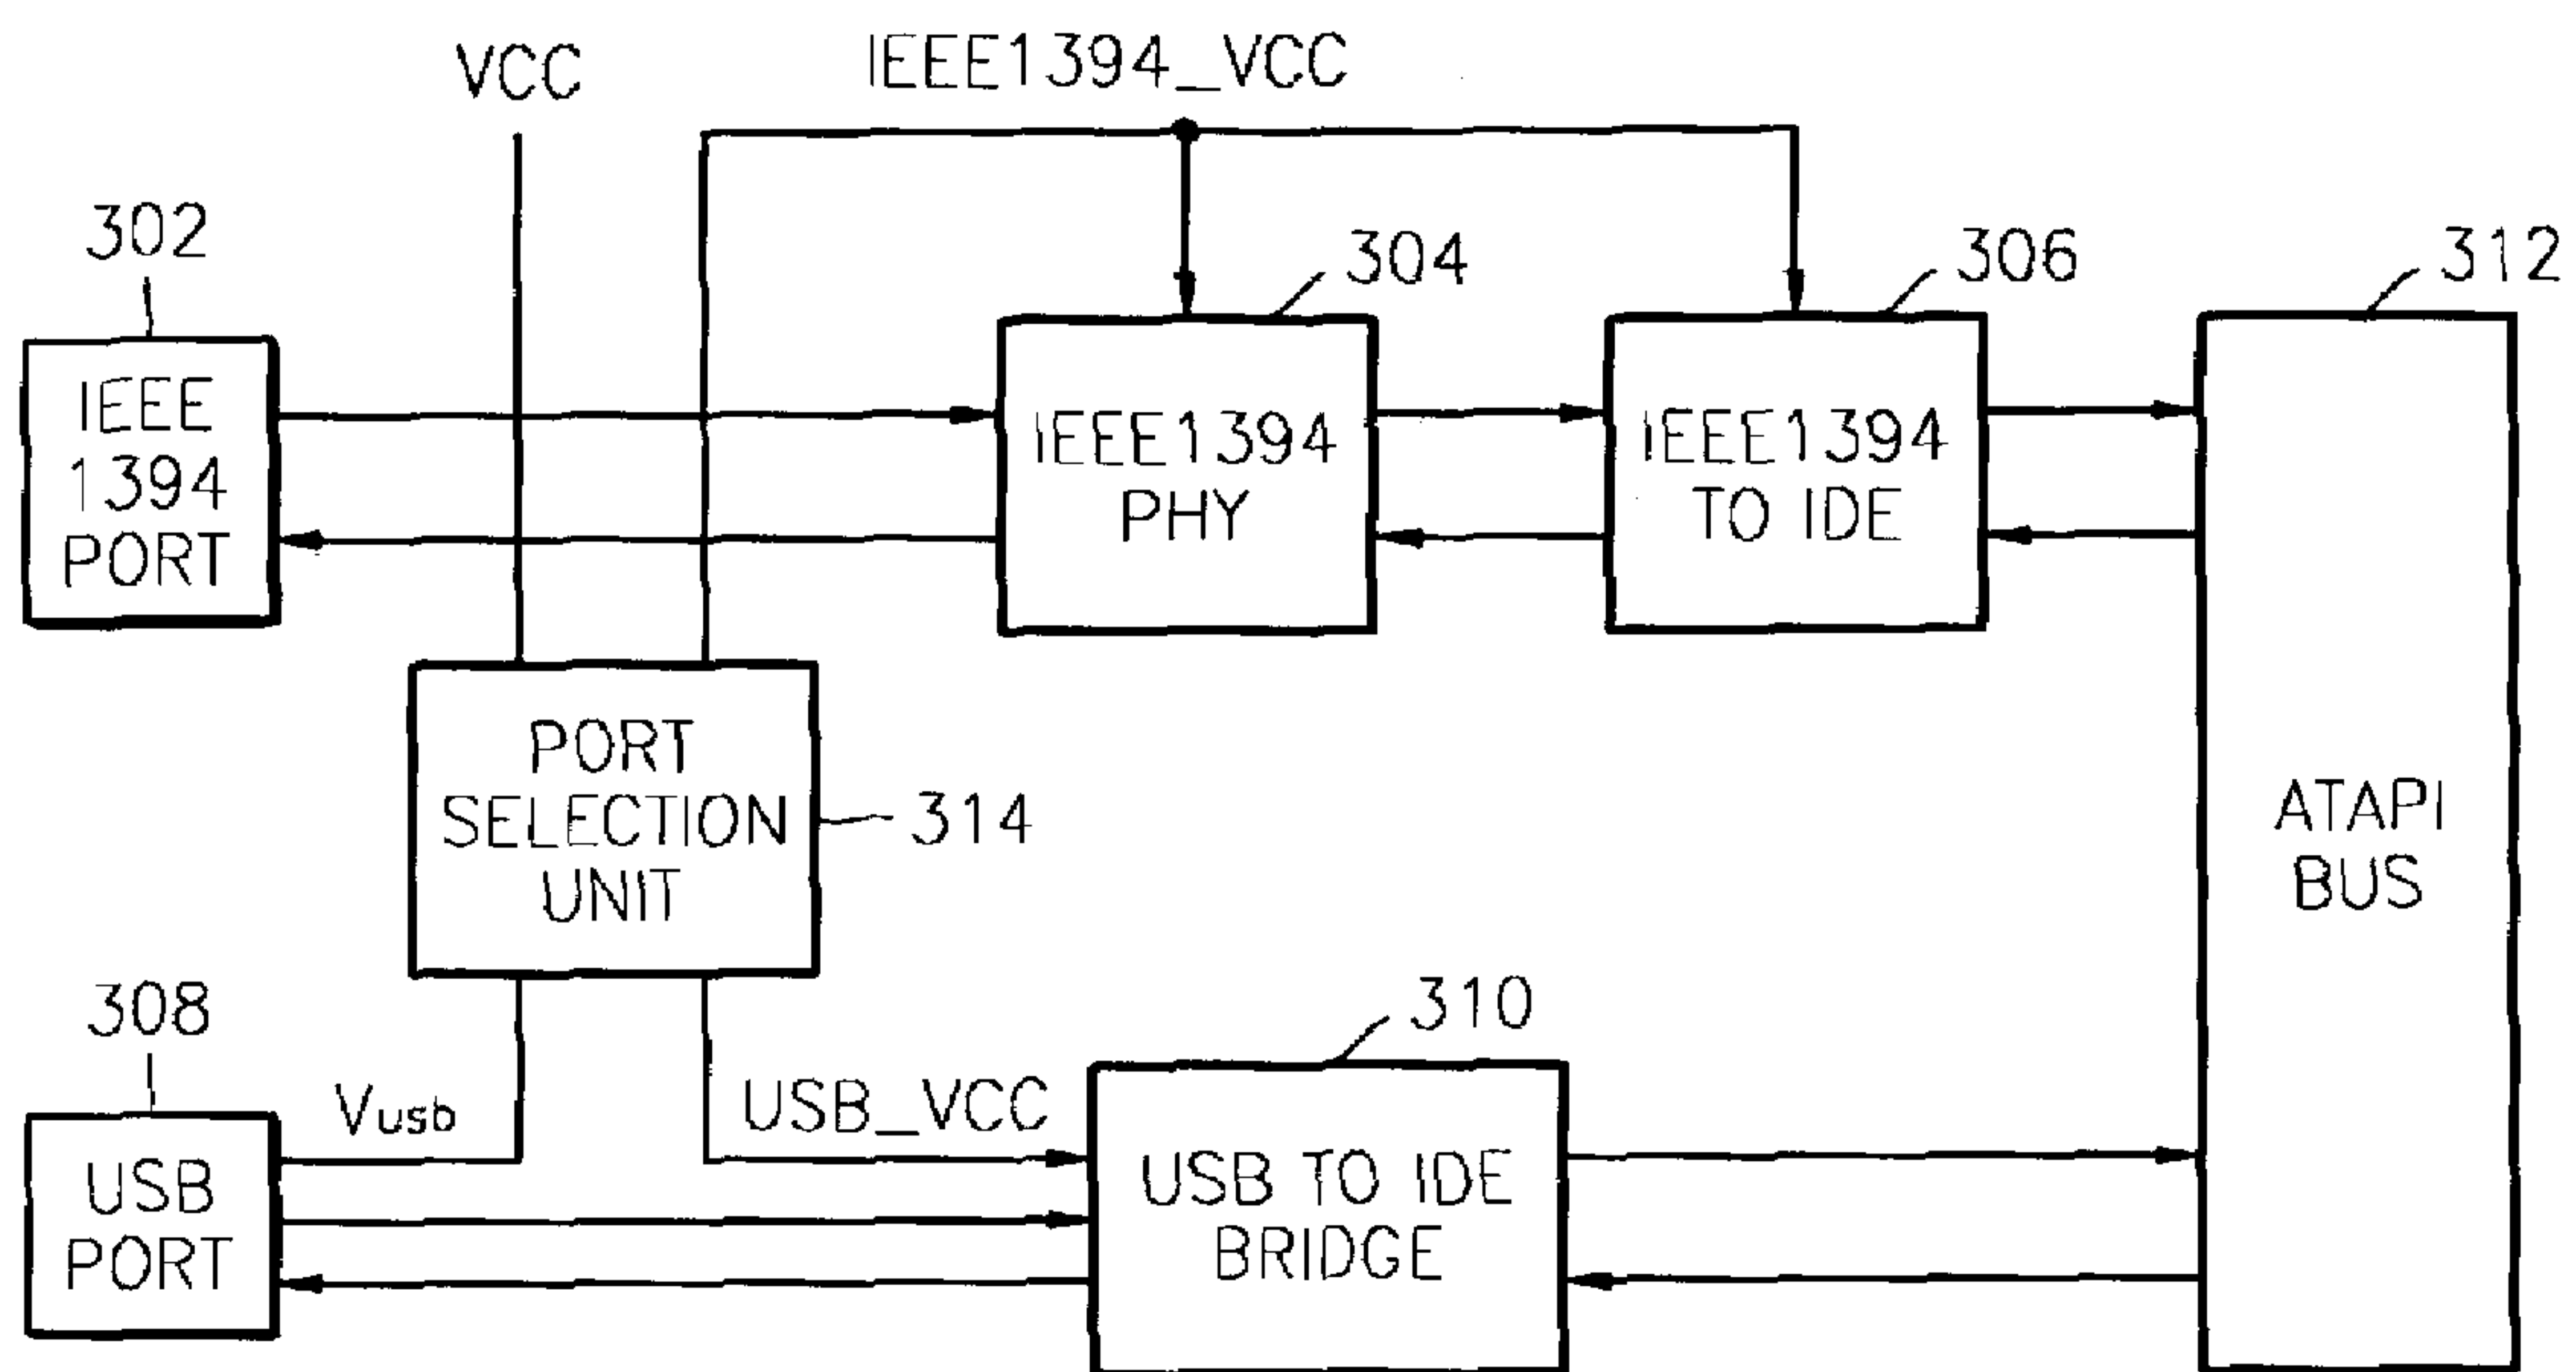 VCC
IEEE1394_VCC
302
304
306
312
IEEE
1394
PORT
IEEE1394
PHY
IEEE1394
TO IDE
PORT
SELECTION
UNIT
314
ATAPI
BUS
308
310
Vusb
USB_VCC
USB
PORT
USB TO IDE
BRIDGE